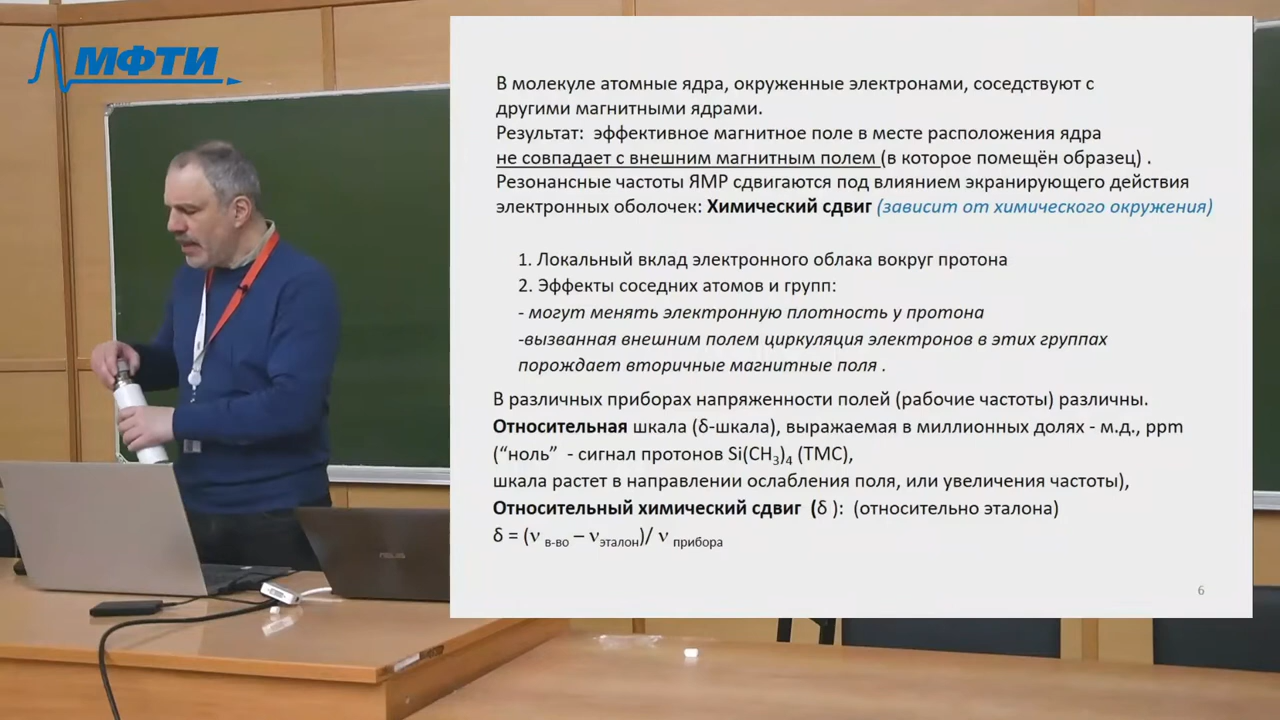 МФТИ
В молекуле атомные ядра, окруженные электронами, соседствуют с
другими магнитными ядрами.
Результат: эффективное магнитное поле в месте расположения ядра
не совпадает с внешним магнитным полем (в которое помещён образец) .
Резонансные частоты ЯМР сдвигаются под влиянием экранирующего действия
электронных оболочек: Химический сдвиг (зависит от химического окружения)
1. Локальный вклад электронного облака вокруг протона
2. Эффекты соседних атомов и групп:
- могут менять электронную плотность у протона
-вызванная внешним полем циркуляция электронов в этих группах
порождает вторичные магнитные поля .
В различных приборах напряженности полей (рабочие частоты) различны.
Относительная шкала (δ-шкала), выражаемая в миллионных долях - м.д., ppm
(“ноль” - сигнал протонов Si(CH₃)₄ (ТМС),
шкала растет в направлении ослабления поля, или увеличения частоты),
Относительный химический сдвиг (δ ): (относительно эталона)
δ = (ν в-во – νэталон)/ ν прибора
6
ASUS